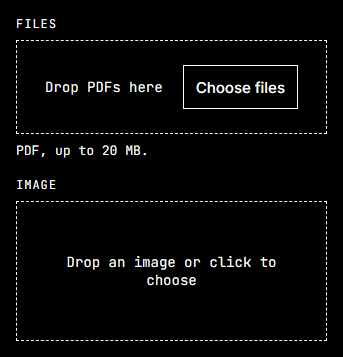 FILES
Drop PDFs here
Choose files
PDF, up to 20 MB.
IMAGE
Drop an image or click to
choose